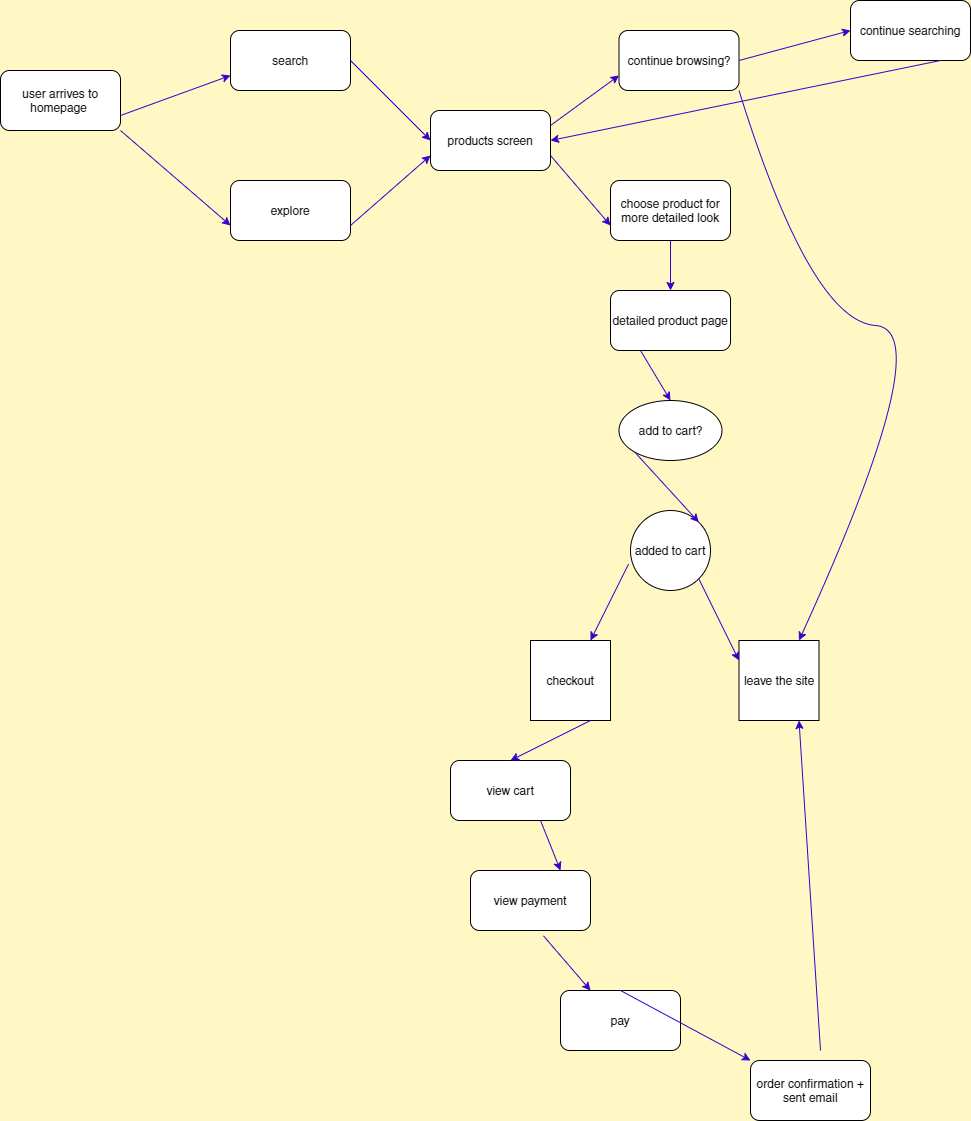 continue searching
search
continue browsing?
user arrives to
homepage
products screen
explore
choose product for
more detailed look
detailed product page
add to cart?
added to cart
checkout
leave the site
view cart
view payment
pay
order confirmation +
sent email